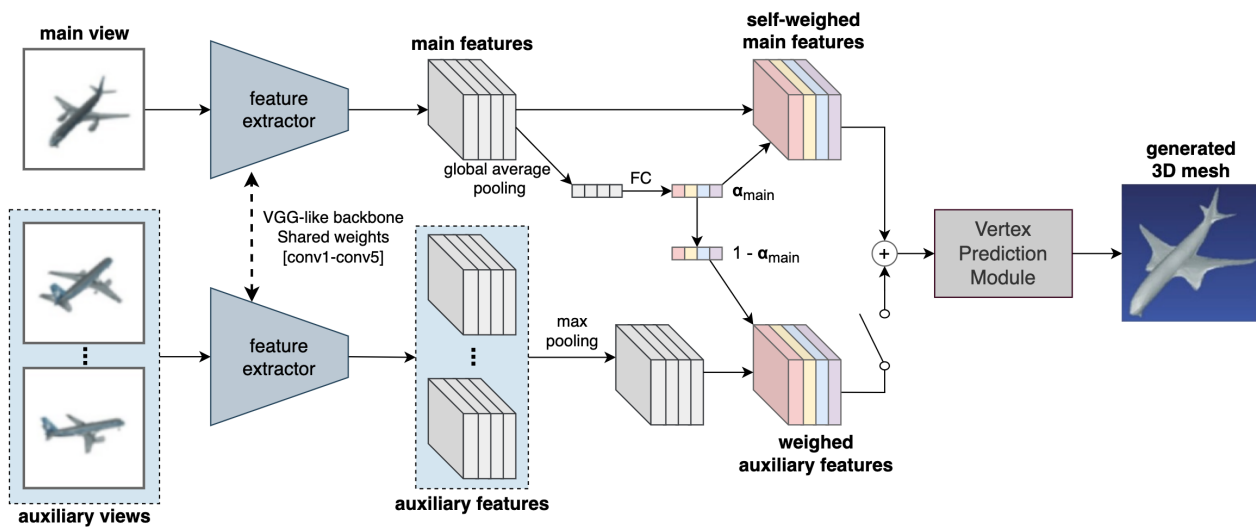 main view
feature
extractor
main features
global average
pooling
FC
αmain
1 - αmain
self-weighed
main features
VGG-like backbone
Shared weights
[conv1-conv5]
feature
extractor
auxiliary views
auxiliary features
max
pooling
weighed
auxiliary features
+
Vertex
Prediction
Module
generated
3D mesh